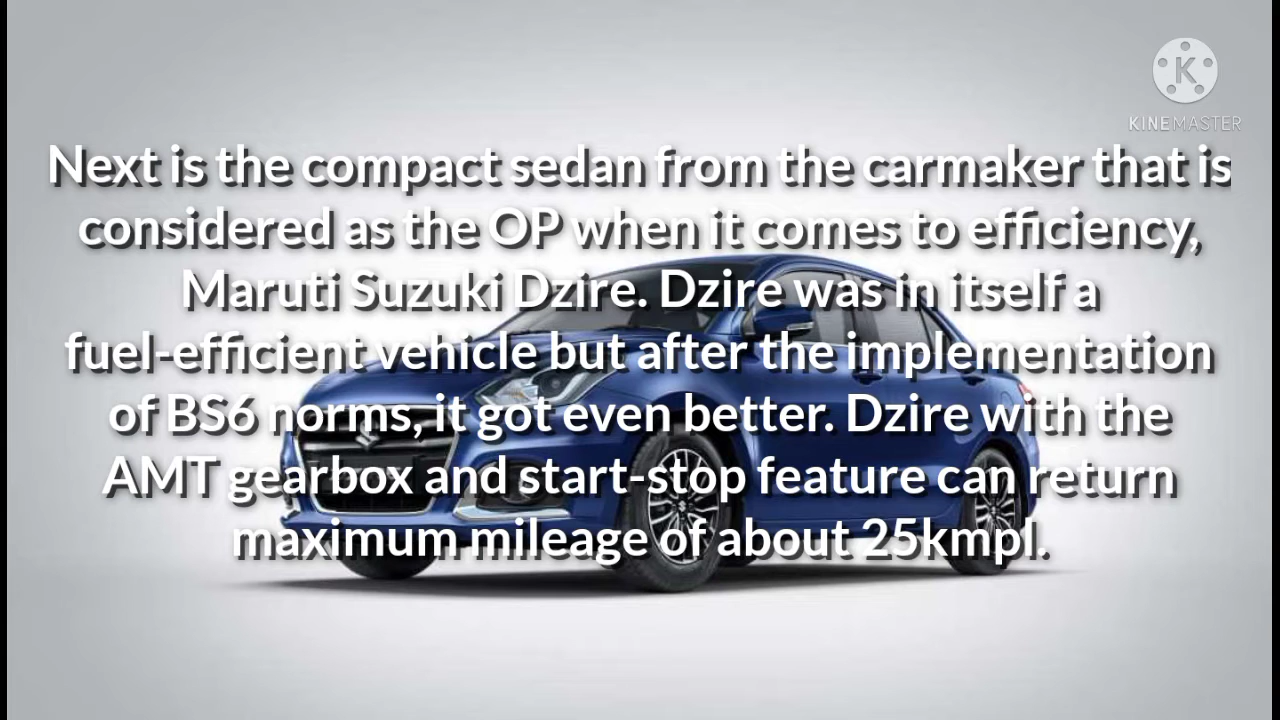 K
KINEMASTER
Next is the compact sedan from the carmaker that is
considered as the OP when it comes to efficiency,
Maruti Suzuki Dzire. Dzire was in itself a
fuel-efficient vehicle but after the implementation
of BS6 norms, it got even better. Dzire with the
AMT gearbox and start-stop feature can return
maximum mileage of about 25kmpl.